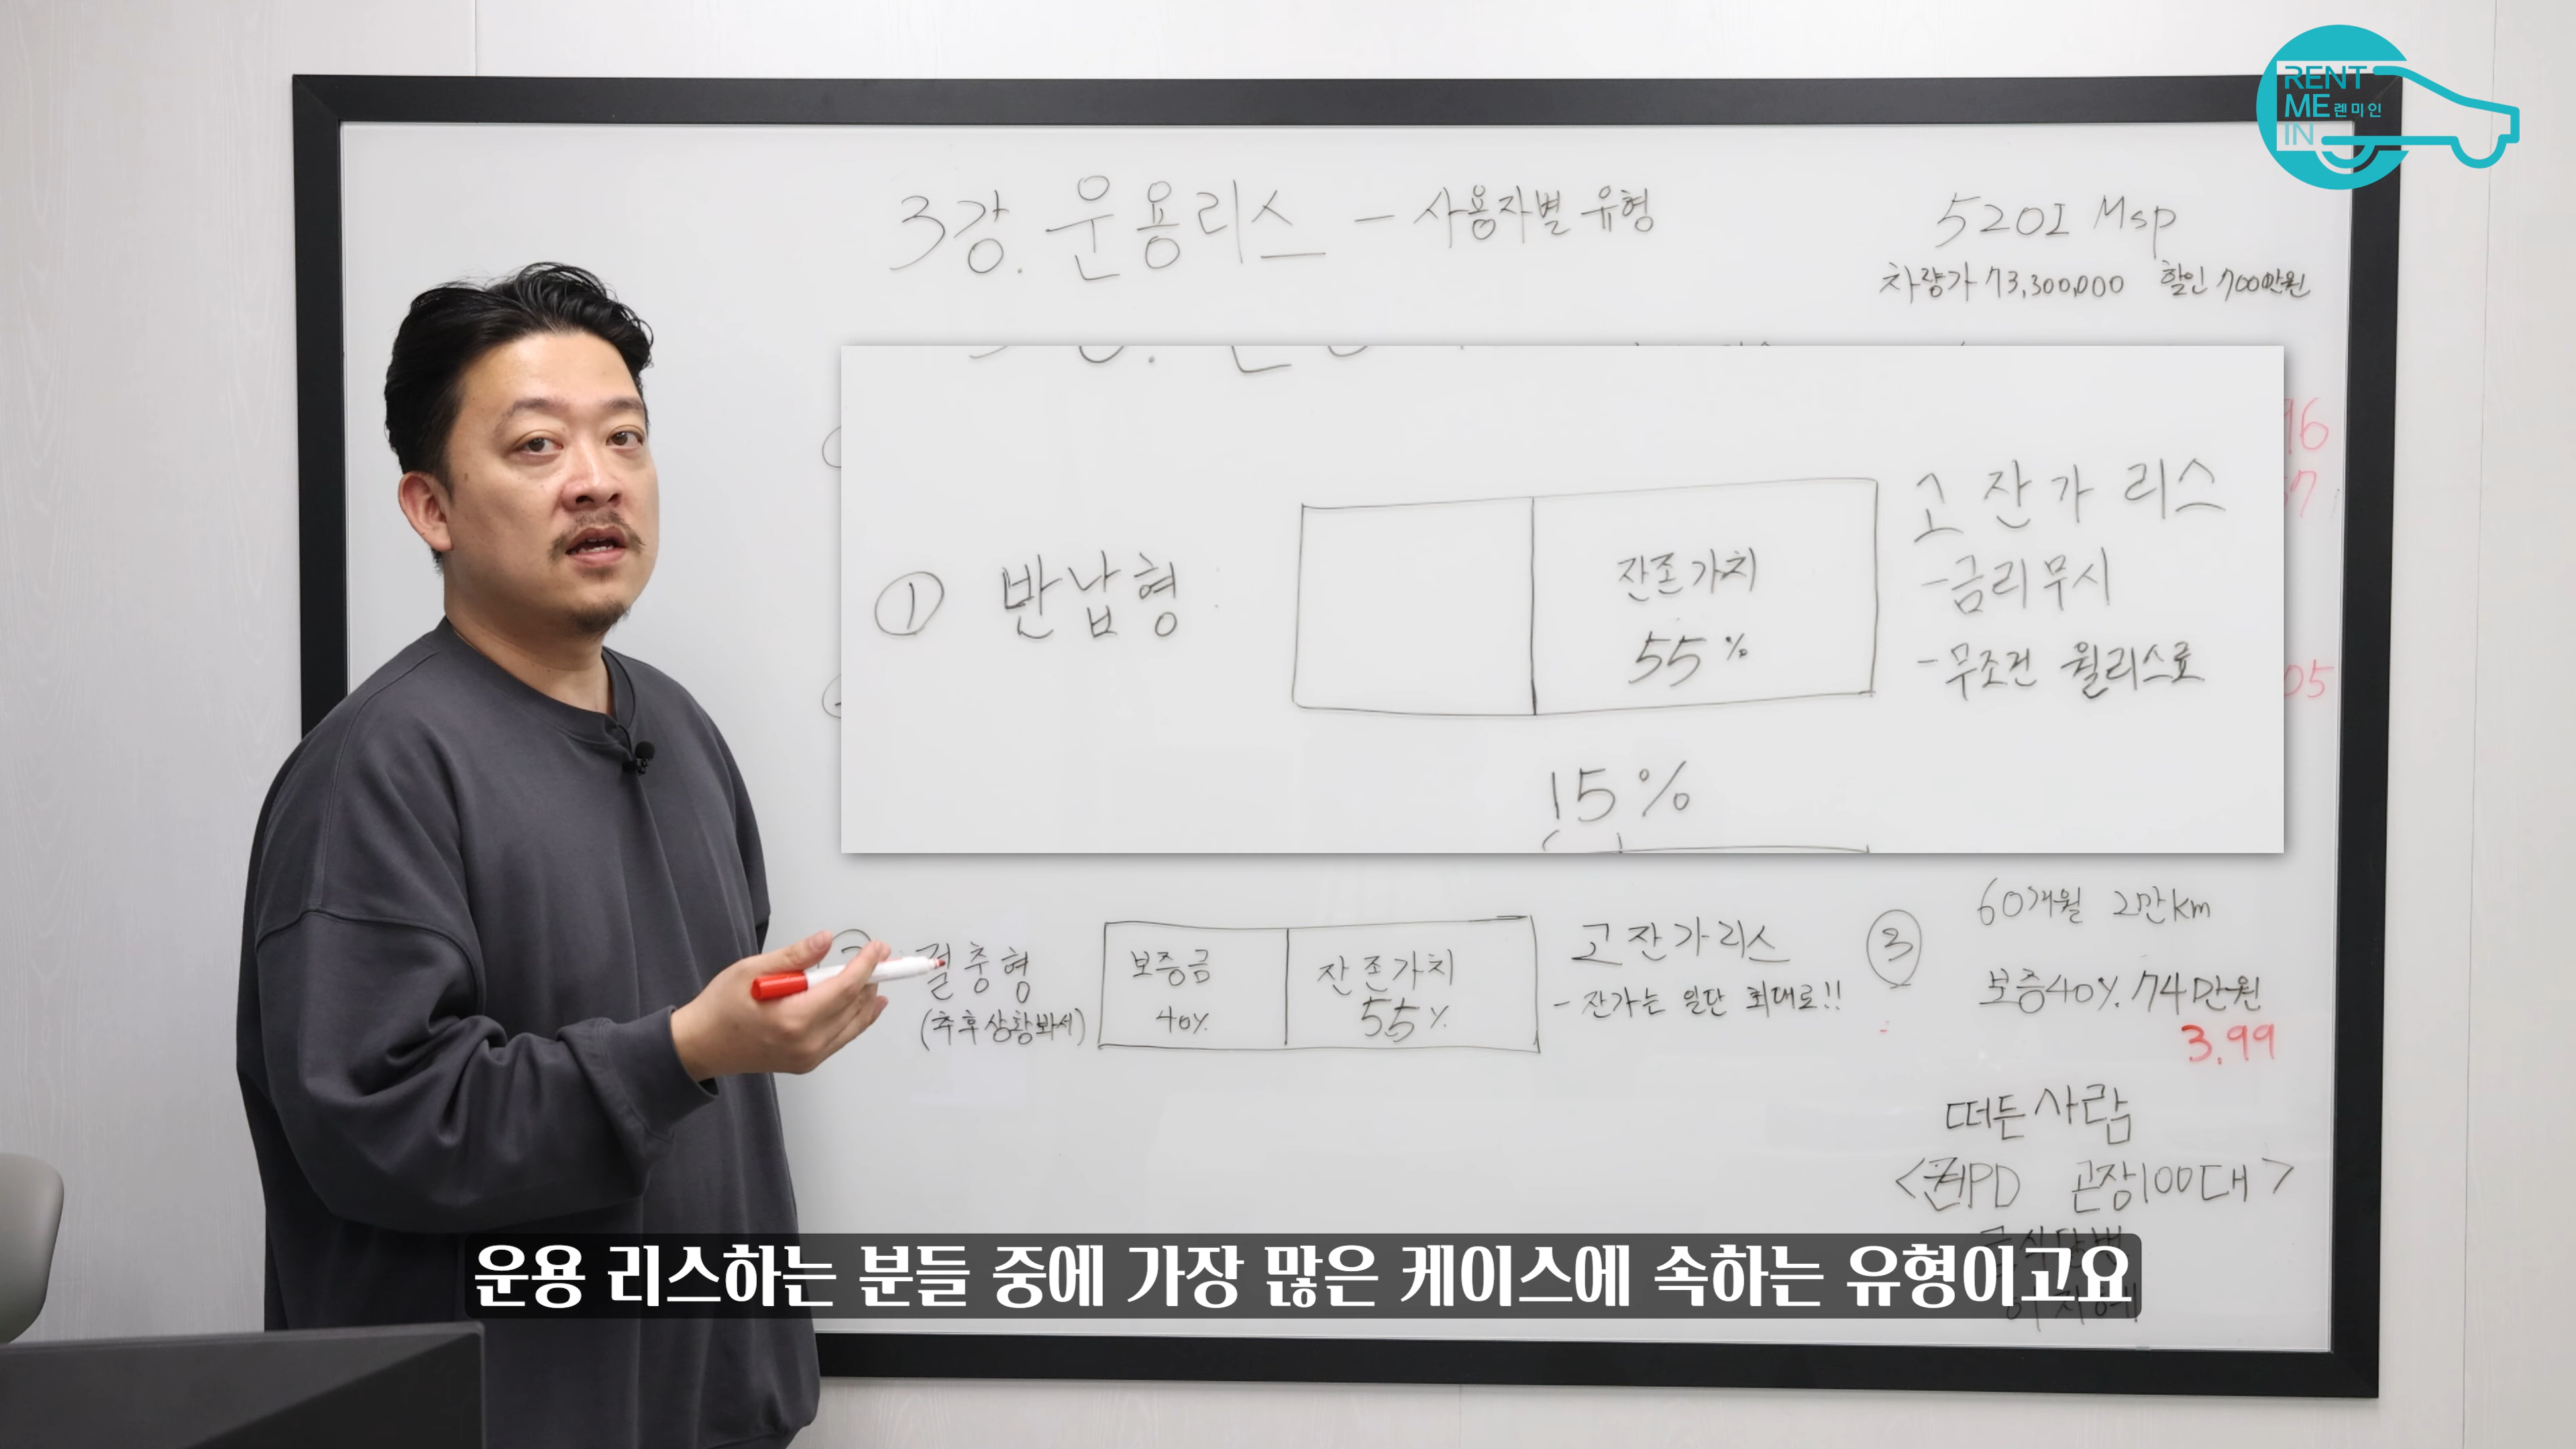 RENT
ME 렌미인
IN
3강. 운용리스 - 사용자별 유형
520I Msp
차량가 73,300,000 할인 700만원
① 반납형 :
잔존가치
55%
고잔가 리스
- 금리무시
- 무조건 월리스료
15%
05
절충형
(추후상황봐서)
보증금
40%
잔존가치
55%
고잔가리스
- 잔가는 일단 최대로!!
③
60개월 2만km
보증40%. 74만원
3.99
떠든사람
PD 곤장100대>
운용 리스하는 분들 중에 가장 많은 케이스에 속하는 유형이고요